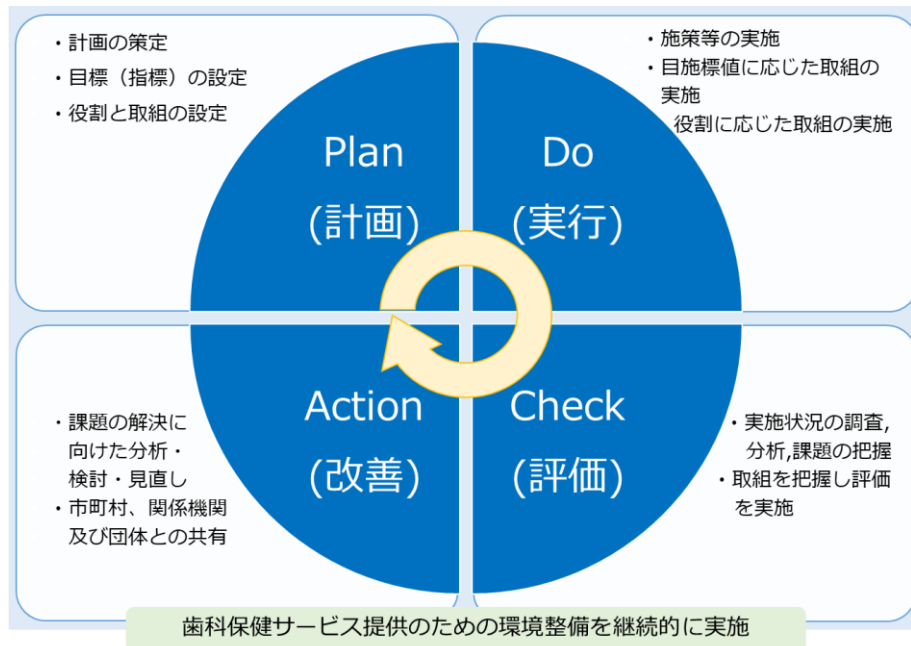 ・計画の策定
・目標（指標）の設定
・役割と取組の設定
Plan
(計画)
・施策等の実施
・目施標値に応じた取組の
実施
役割に応じた取組の実施
Do
(実行)
・課題の解決に
向けた分析・
検討・見直し
・市町村、関係機関
及び団体との共有
Action
(改善)
Check
(評価)
・実施状況の調査,
分析,課題の把握
・取組を把握し評価
を実施
歯科保健サービス提供のための環境整備を継続的に実施